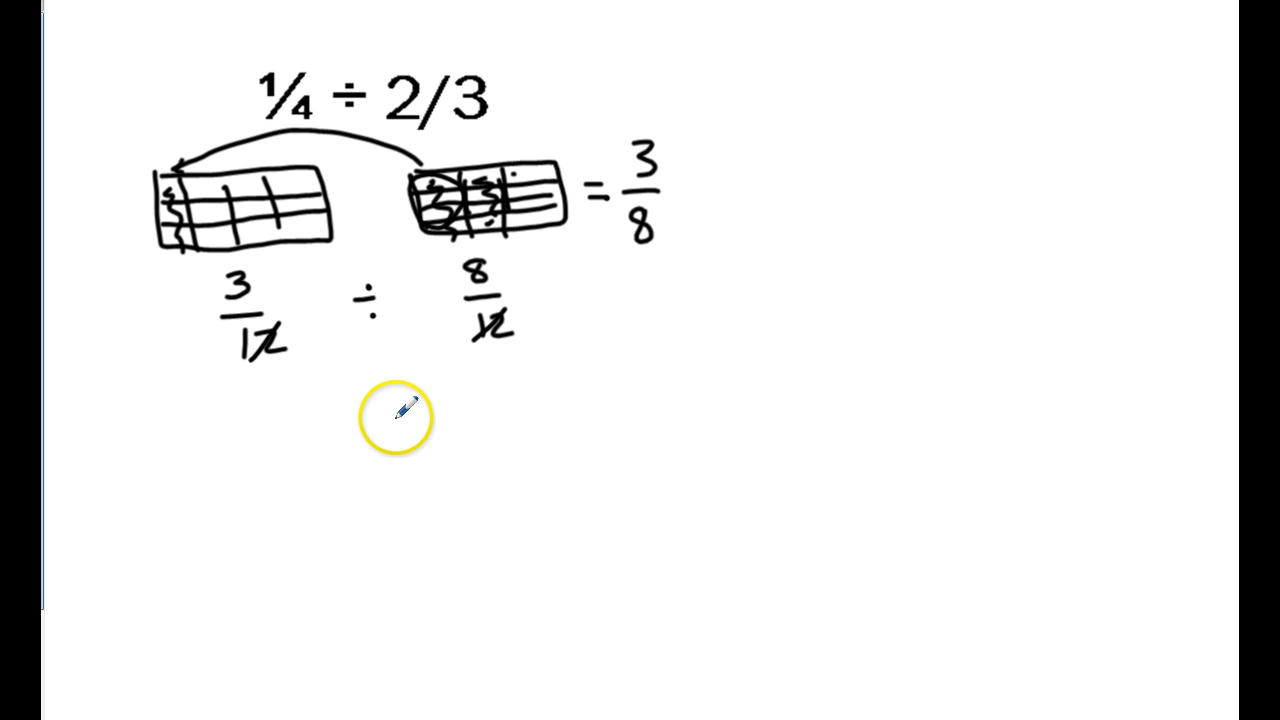 ¼ ÷ 2/3
= 3/8
3/12 ÷ 8/12